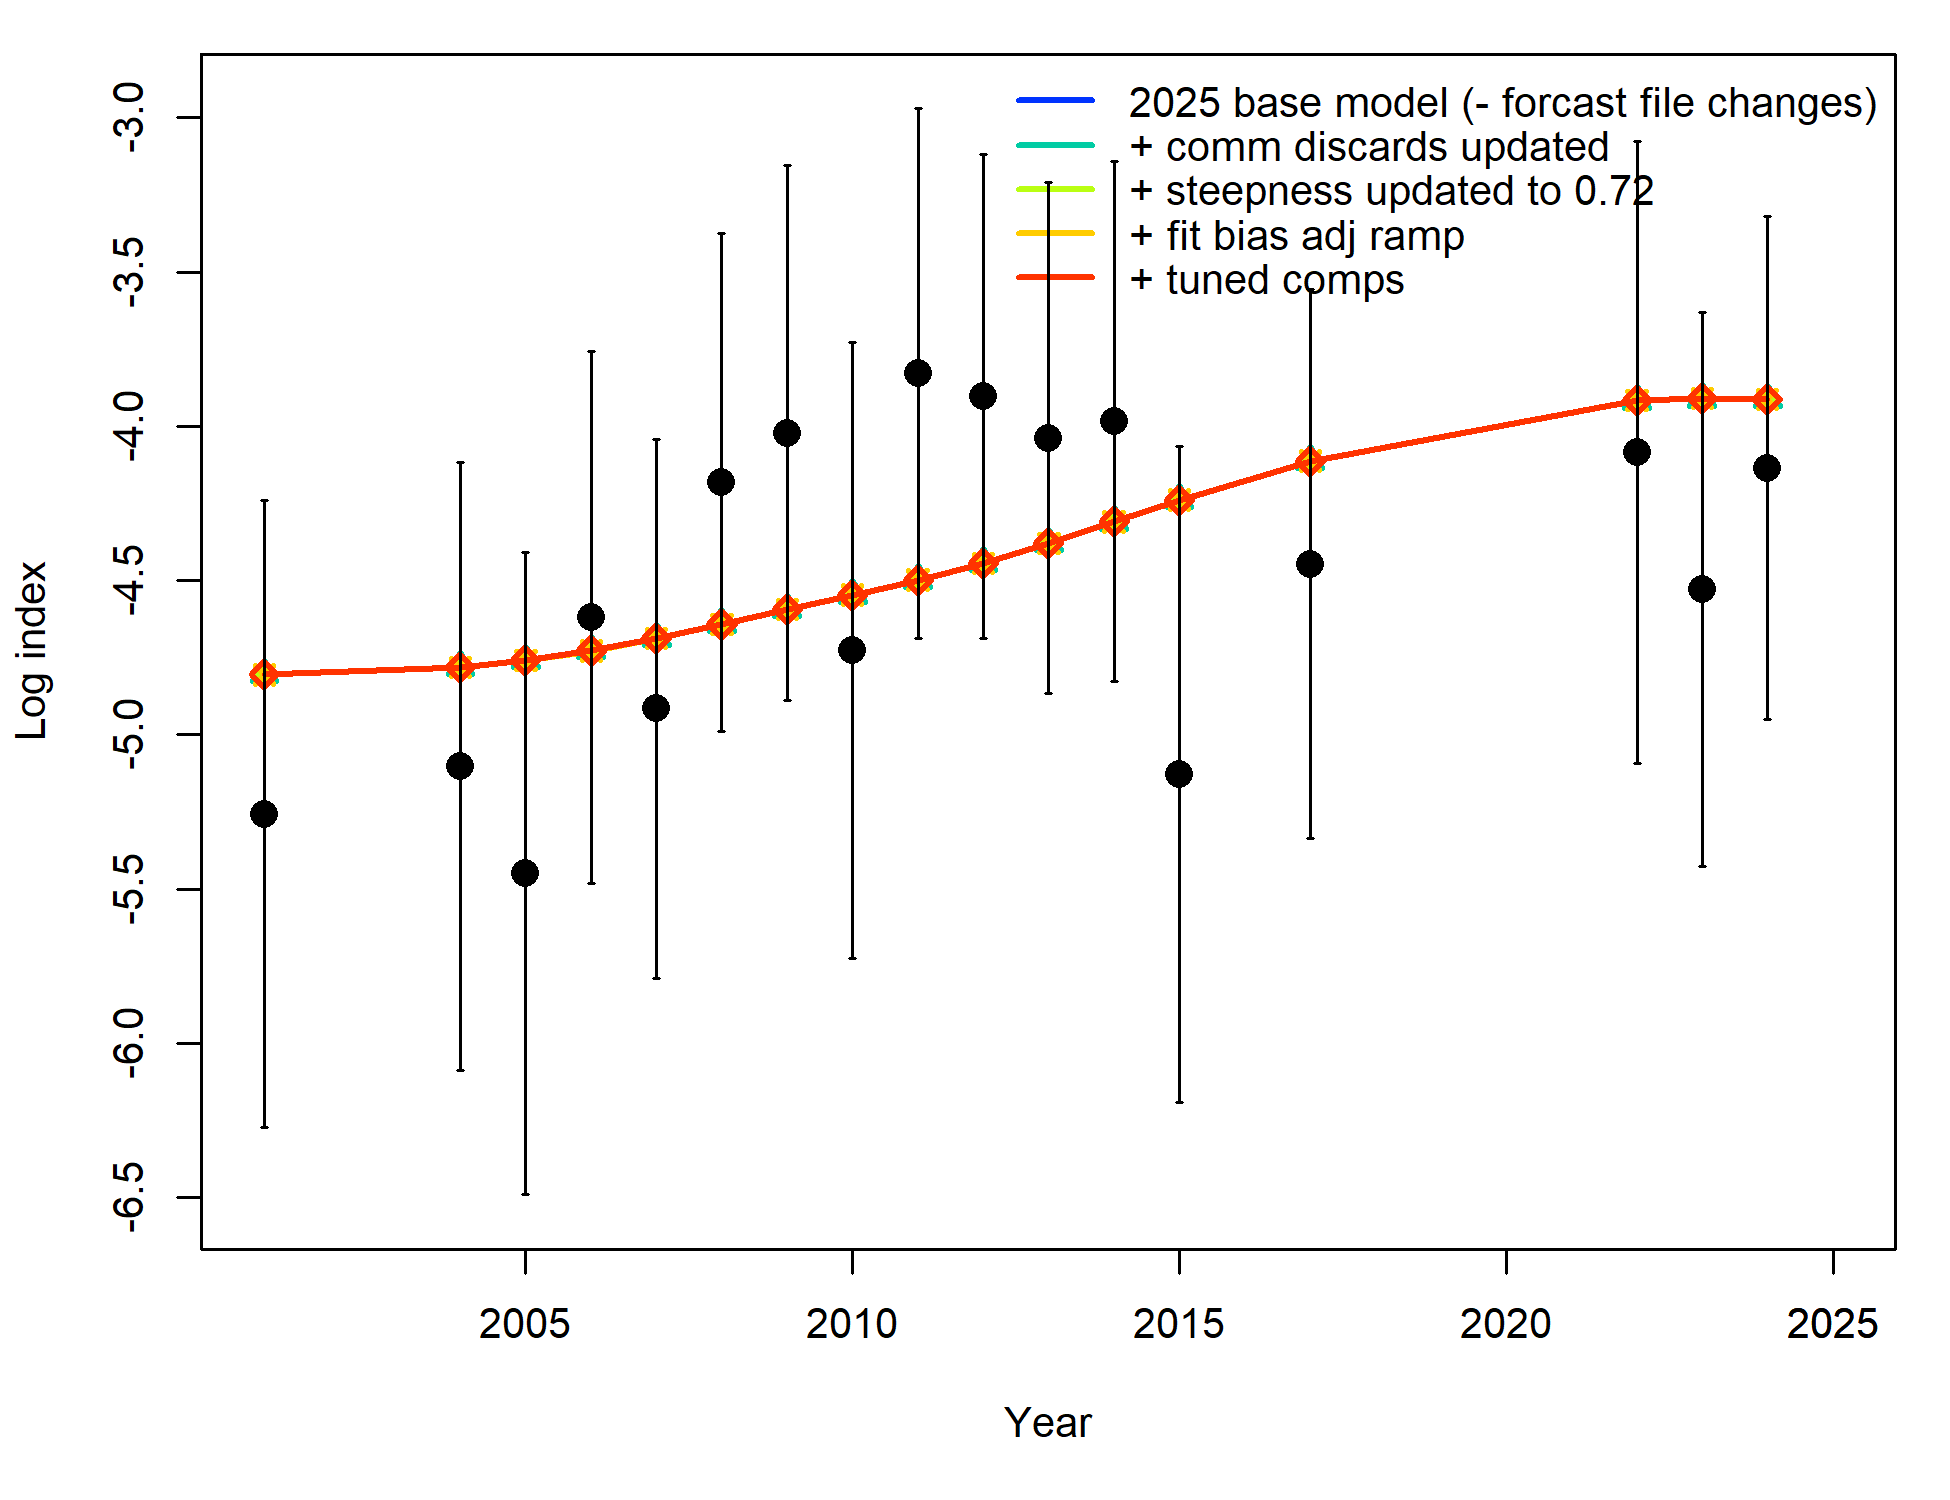 2025 base model (- forcast file changes)
+ comm discards updated
+ steepness updated to 0.72
+ fit bias adj ramp
+ tuned comps
-3.0
-3.5
-4.0
-4.5
-5.0
-5.5
-6.0
-6.5
Log index
2005 2010 2015 2020 2025
Year